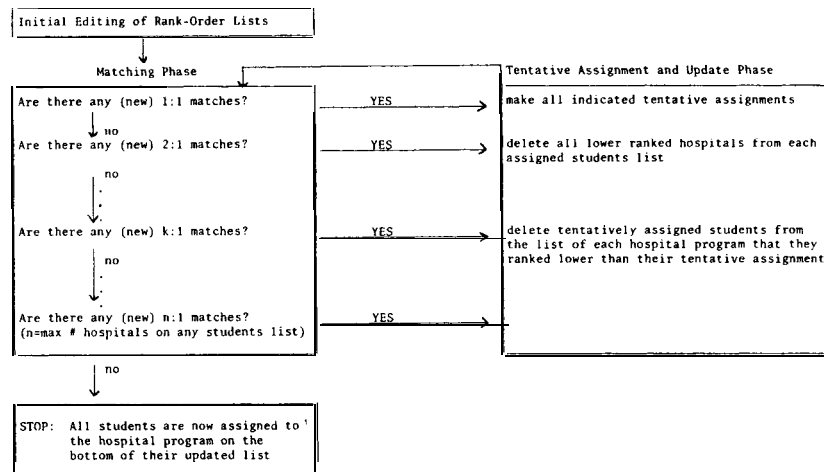 Initial Editing of Rank-Order Lists
Matching Phase
Are there any (new) 1:1 matches?
no
Are there any (new) 2:1 matches?
no
Are there any (new) k:1 matches?
no
Are there any (new) n:1 matches?
(n=max # hospitals on any students list)
no
STOP: All students are now assigned to
the hospital program on the
bottom of their updated list
YES
YES
YES
YES
Tentative Assignment and Update Phase
make all indicated tentative assignments
delete all lower ranked hospitals from each
assigned students list
delete tentatively assigned students from
the list of each hospital program that they
ranked lower than their tentative assignment